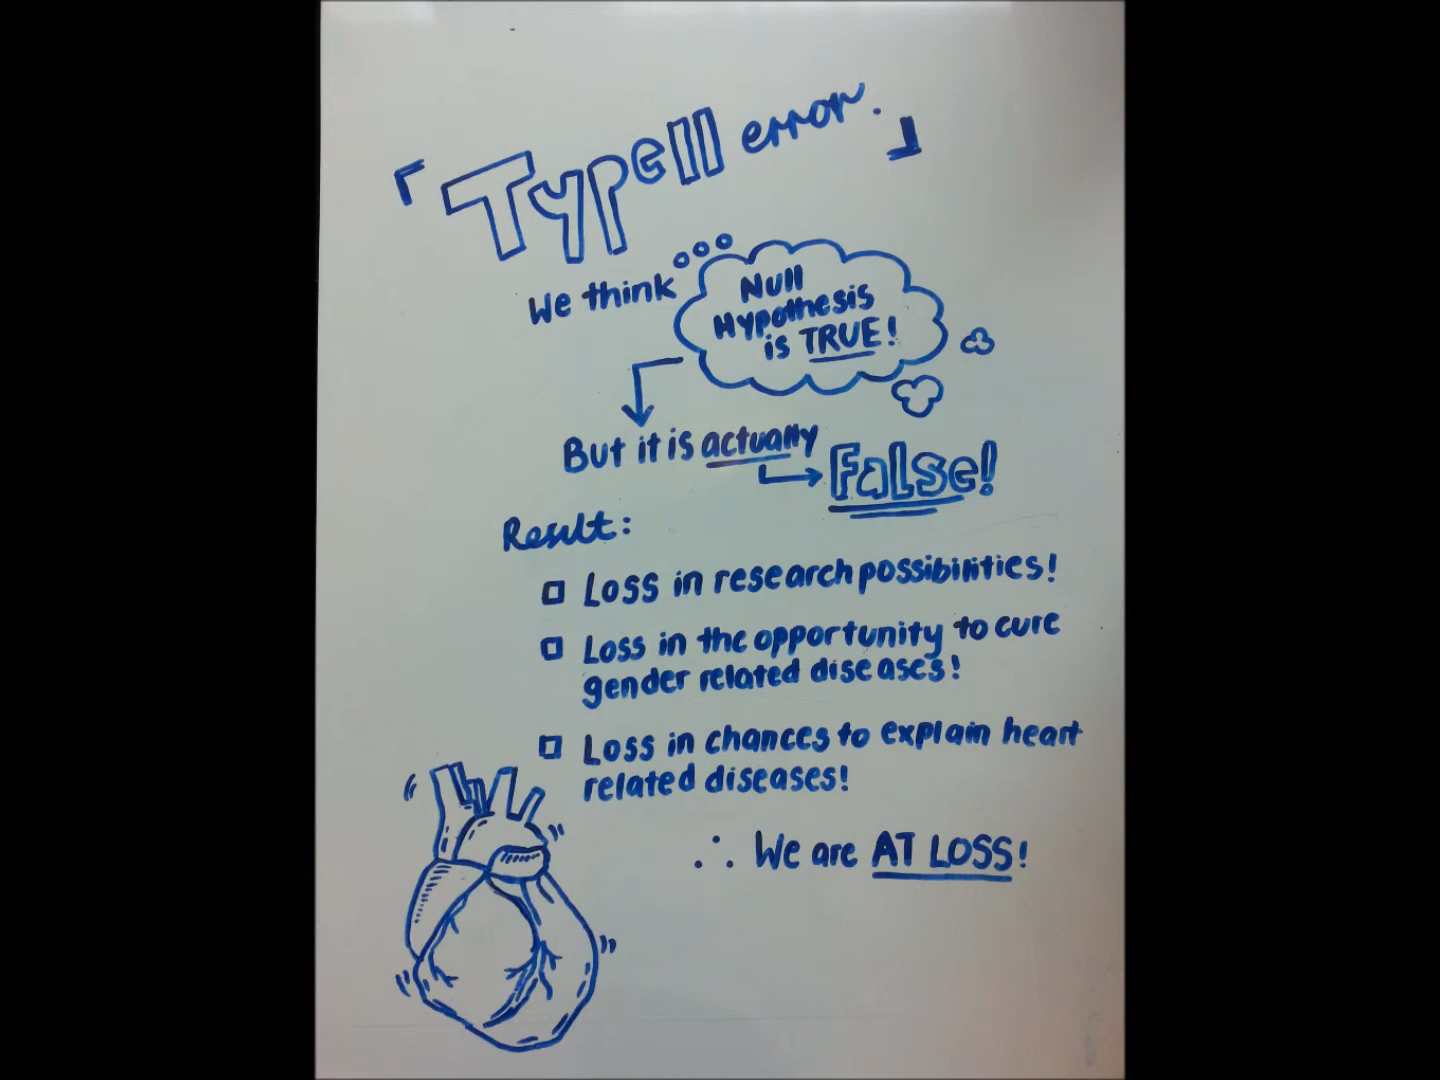 「TypeII error.」
We think
Null
Hypothesis
is TRUE!
But it is actually
False!
Result:
Loss in research possibilities!
Loss in the opportunity to cure
gender related diseases!
Loss in chances to explain heart
related diseases!
∴ We are AT LOSS!